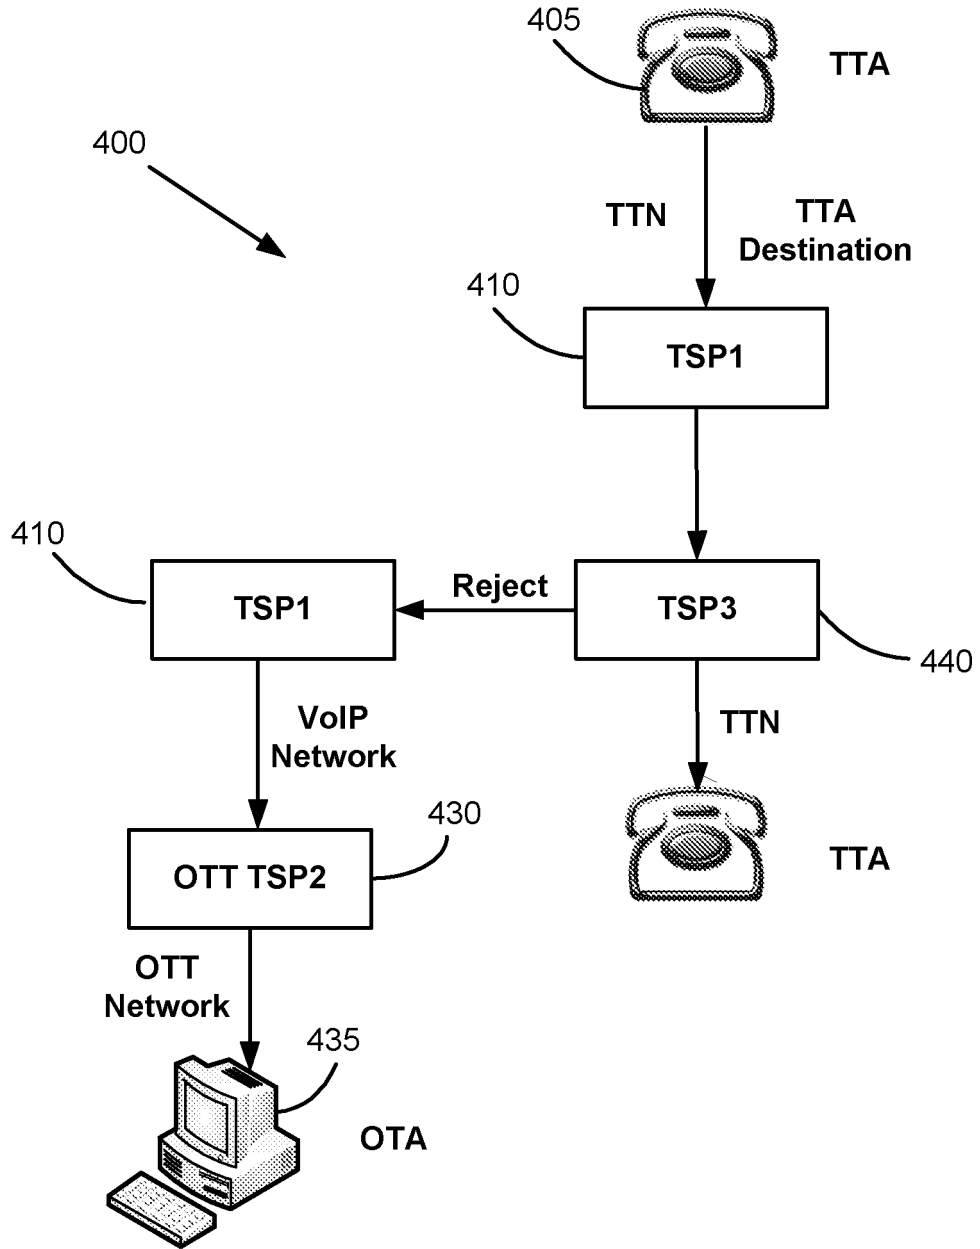 405
TTA
400
TTN
TTA
Destination
410
TSP1
410
TSP1
Reject
TSP3
440
VoIP
Network
TTN
430
OTT TSP2
TTA
OTT
Network
435
OTA